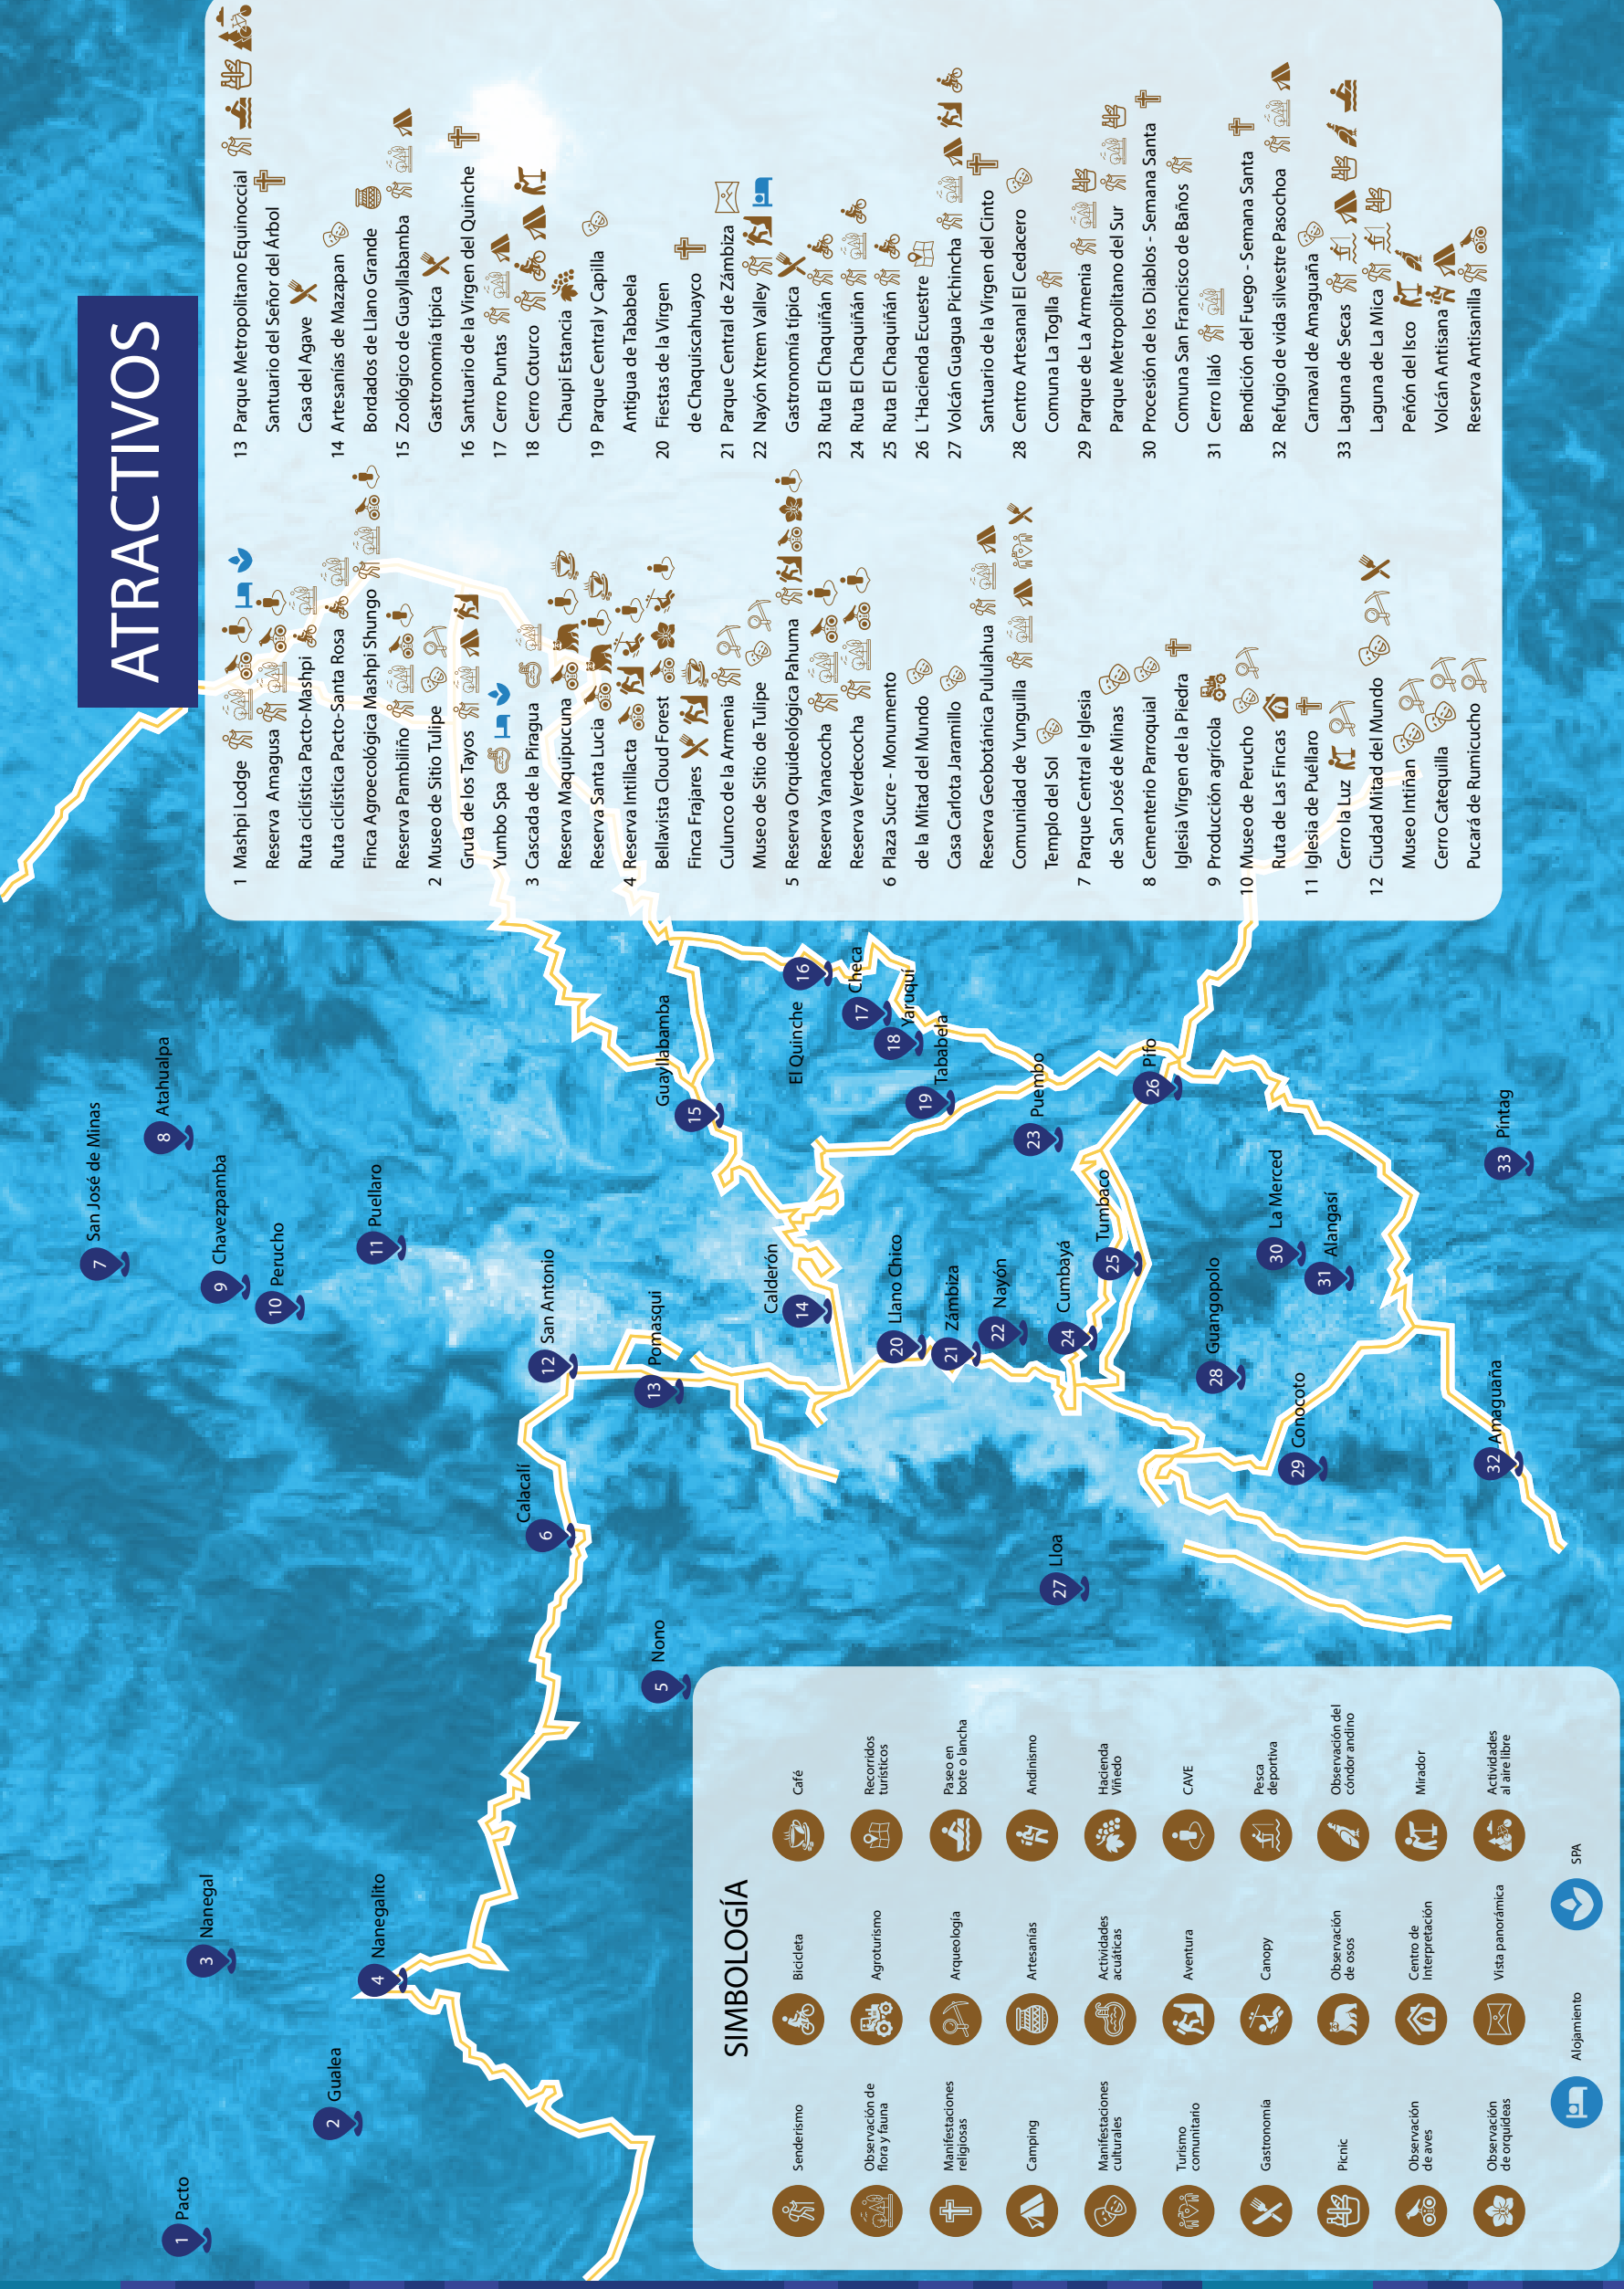 ATRACTIVOS
1 Mashpi Lodge
Reserva Amagusa
Ruta ciclística Pacto-Mashpi
Ruta ciclística Pacto-Santa Rosa
Finca Agroecológica Mashpi Shungo
Reserva Pambiliño
2 Museo de Sitio Tulipe
Gruta de los Tayos
Yumbo Spa
3 Cascada de la Piragua
Reserva Maquipucuna
Reserva Santa Lucia
4 Reserva Intillacta
Bellavista Cloud Forest
Finca Frajares
Culunco de la Armenia
Museo de Sitio de Tulipe
5 Reserva Orquideológica Pahuma
Reserva Yanacocha
Reserva Verdecocha
6 Plaza Sucre - Monumento
de la Mitad del Mundo
Casa Carlota Jaramillo
Reserva Geobotánica Pululahua
Comunidad de Yunguilla
Templo del Sol
7 Parque Central e Iglesia
de San José de Minas
8 Cementerio Parroquial
Iglesia Virgen de la Piedra
9 Producción agrícola
10 Museo de Perucho
Ruta de Las Fincas
11 Iglesia de Puéllaro
Cerro la Luz
12 Ciudad Mitad del Mundo
Museo Intiñan
Cerro Catequilla
Pucará de Rumicucho
13 Parque Metropolitano Equinoccial
Santuario del Señor del Árbol
Casa del Agave
14 Artesanías de Mazapan
Bordados de Llano Grande
15 Zoológico de Guayllabamba
Gastronomía típica
16 Santuario de la Virgen del Quinche
17 Cerro Puntas
18 Cerro Coturco
Chaupi Estancia
19 Parque Central y Capilla
Antigua de Tababela
20 Fiestas de la Virgen
de Chaquiscahuayco
21 Parque Central de Zámbiza
22 Nayón Xtrem Valley
Gastronomía típica
23 Ruta El Chaquiñán
24 Ruta El Chaquiñán
25 Ruta El Chaquiñán
26 L'Hacienda Ecuestre
27 Volcán Guagua Pichincha
Santuario de la Virgen del Cinto
28 Centro Artesanal El Cedacero
Comuna La Toglla
29 Parque de La Armenia
Parque Metropolitano del Sur
30 Procesión de los Diablos - Semana Santa
Comuna San Francisco de Baños
31 Cerro Ilaló
Bendición del Fuego - Semana Santa
32 Refugio de vida silvestre Pasochoa
Carnaval de Amaguaña
33 Laguna de Secas
Laguna de La Mica
Peñón del Isco
Volcán Antisana
Reserva Antisanilla
1 Pacto
2 Gualea
3 Nanegal
4 Nanegalito
5 Nono
6 Calacalí
7 San José de Minas
8 Atahualpa
9 Chavezpamba
10 Perucho
11 Puellaro
12 San Antonio
13 Pomasqui
14 Calderón
15 Guayllabamba
16 El Quinche
17 Checa
18 Yaruquí
19 Tababela
20 Llano Chico
21 Zámbiza
22 Nayón
23 Puembo
24 Cumbayá
25 Tumbaco
26 Pifo
27 Lloa
28 Guangopolo
29 Conocoto
30 La Merced
31 Alangasí
32 Amaguaña
33 Píntag
SIMBOLOGÍA
Senderismo
Observación de
flora y fauna
Manifestaciones
religiosas
Camping
Manifestaciones
culturales
Turismo
comunitario
Gastronomía
Picnic
Observación
de aves
Observación
de orquídeas
Bicicleta
Agroturismo
Arqueología
Artesanías
Actividades
acuáticas
Aventura
Canopy
Observación
de osos
Centro de
Interpretación
Vista panorámica
Café
Recorridos
turísticos
Paseo en
bote o lancha
Andinismo
Hacienda
Viñedo
CAVE
Pesca
deportiva
Observación del
cóndor andino
Mirador
Actividades
al aire libre
Alojamiento
SPA